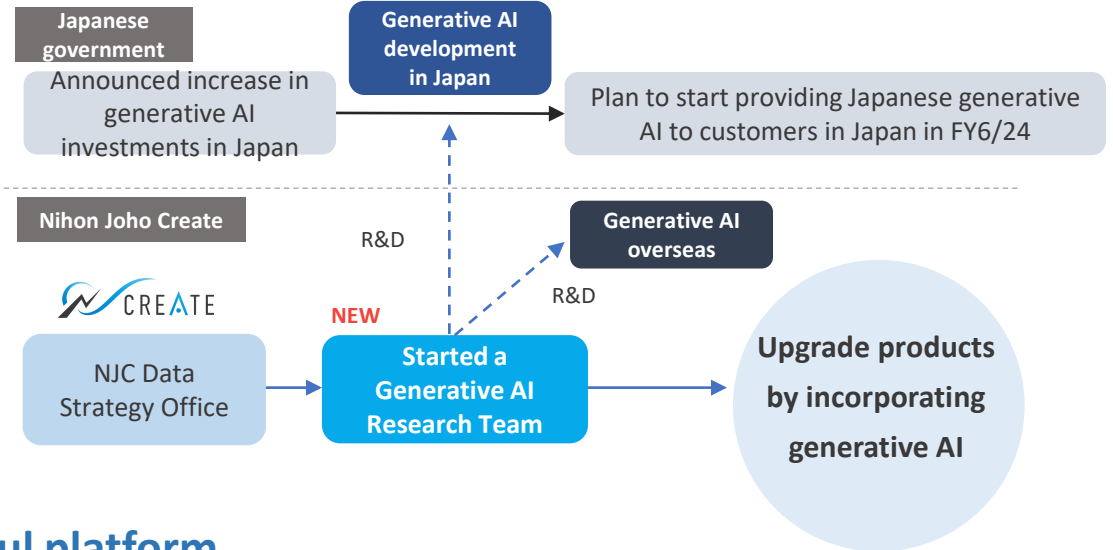 Japanese
government
Generative AI
development
in Japan
Announced increase in
generative AI
investments in Japan
Plan to start providing Japanese generative
AI to customers in Japan in FY6/24
Nihon Joho Create
R&D
Generative AI
overseas
R&D
CREATE
NEW
NJC Data
Strategy Office
Started a
Generative AI
Research Team
Upgrade products
by incorporating
generative AI
platform